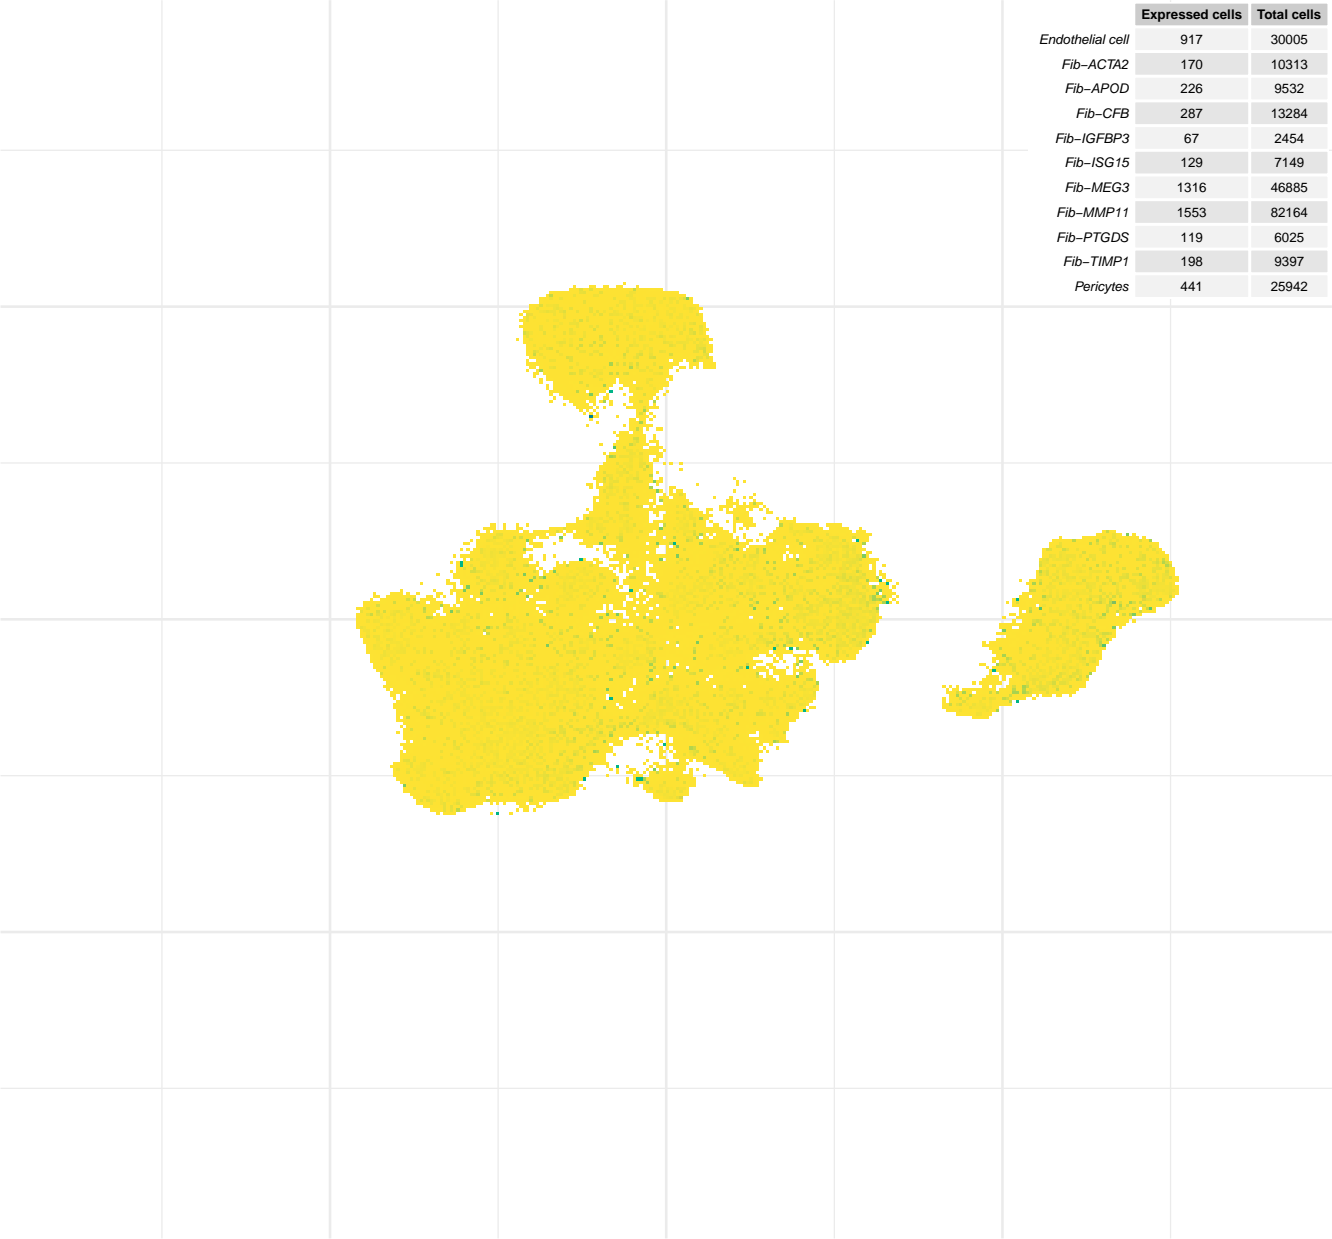 Expressed cells Total cells
Endothelial cell 917 30005
Fib−ACTA2 170 10313
Fib−APOD 226 9532
Fib−CFB 287 13284
Fib−IGFBP3 67 2454
Fib−ISG15 129 7149
Fib−MEG3 1316 46885
Fib−MMP11 1553 82164
Fib−PTGDS 119 6025
Fib−TIMP1 198 9397
Pericytes 441 25942